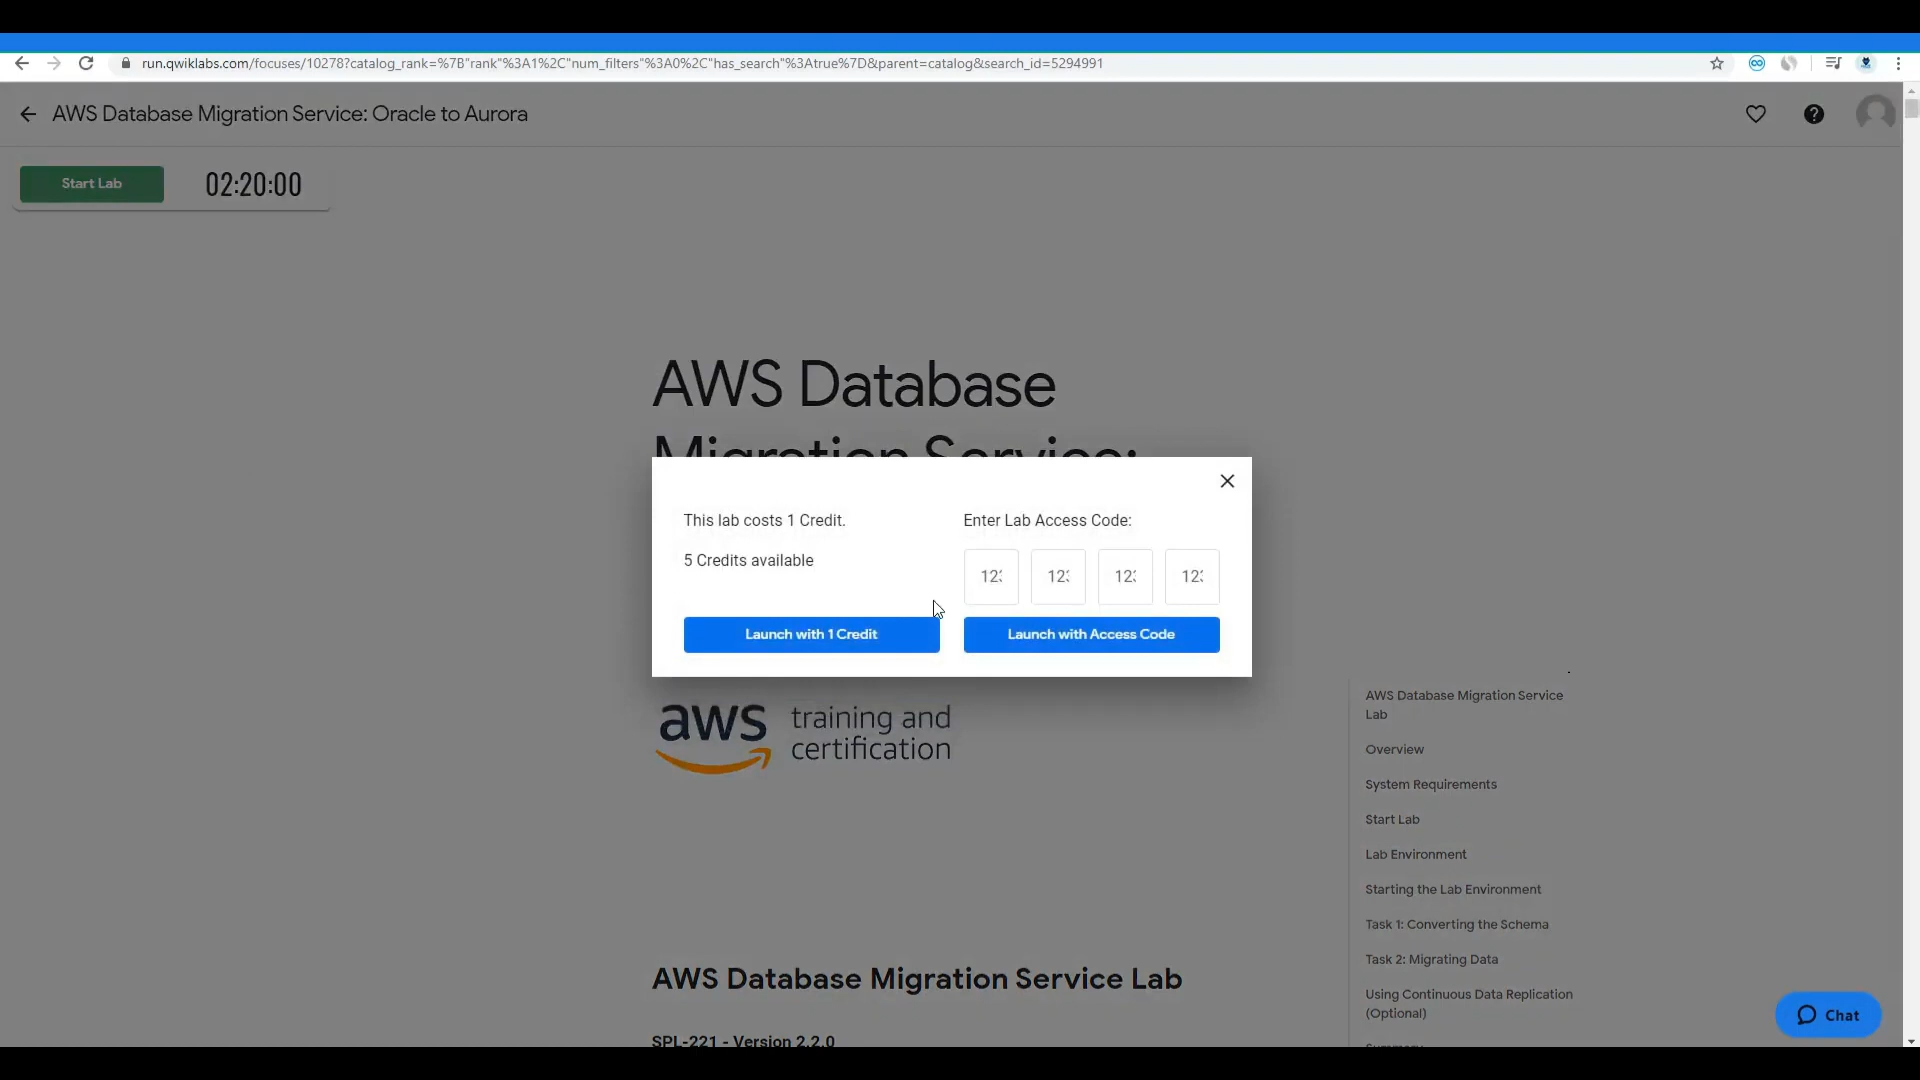 run.qwiklabs.com/focuses/10278?catalog_rank=%7B"rank"%3A1%2C"num_filters"%3A0%2C"has_search"%3Atrue%7D&parent=catalog&search_id=5294991
AWS Database Migration Service: Oracle to Aurora
Start Lab
02:20:00
AWS Database
Migration Service:
This lab costs 1 Credit.
5 Credits available
Launch with 1 Credit
Enter Lab Access Code:
Launch with Access Code
aws training and
certification
AWS Database Migration Service
Lab
Overview
System Requirements
Start Lab
Lab Environment
Starting the Lab Environment
Task 1: Converting the Schema
Task 2: Migrating Data
Using Continuous Data Replication
(Optional)
AWS Database Migration Service Lab
SPL-221 - Version 2.2.0
Chat